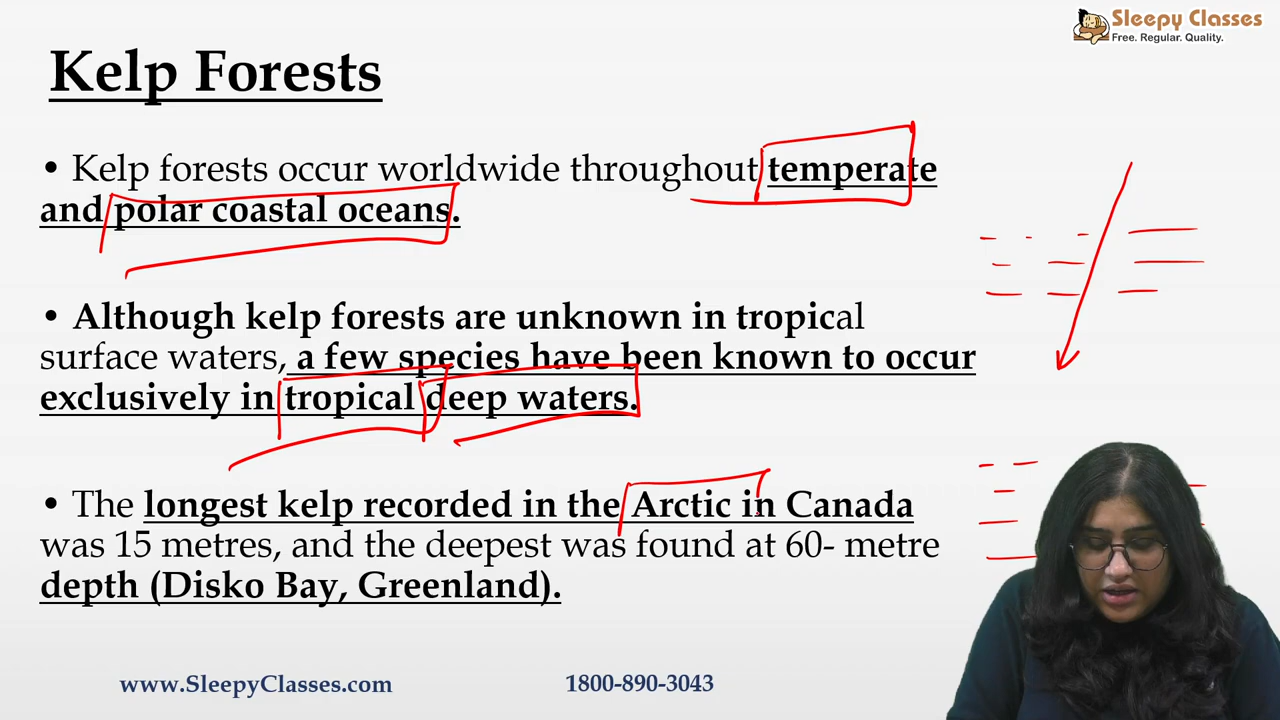 Sleepy Classes
Free. Regular. Quality.
Kelp Forests
• Kelp forests occur worldwide throughout temperate
and polar coastal oceans.
• Although kelp forests are unknown in tropical
surface waters, a few species have been known to occur
exclusively in tropical deep waters.
• The longest kelp recorded in the Arctic in Canada
was 15 metres, and the deepest was found at 60- metre
depth (Disko Bay, Greenland).
www.SleepyClasses.com
1800-890-3043